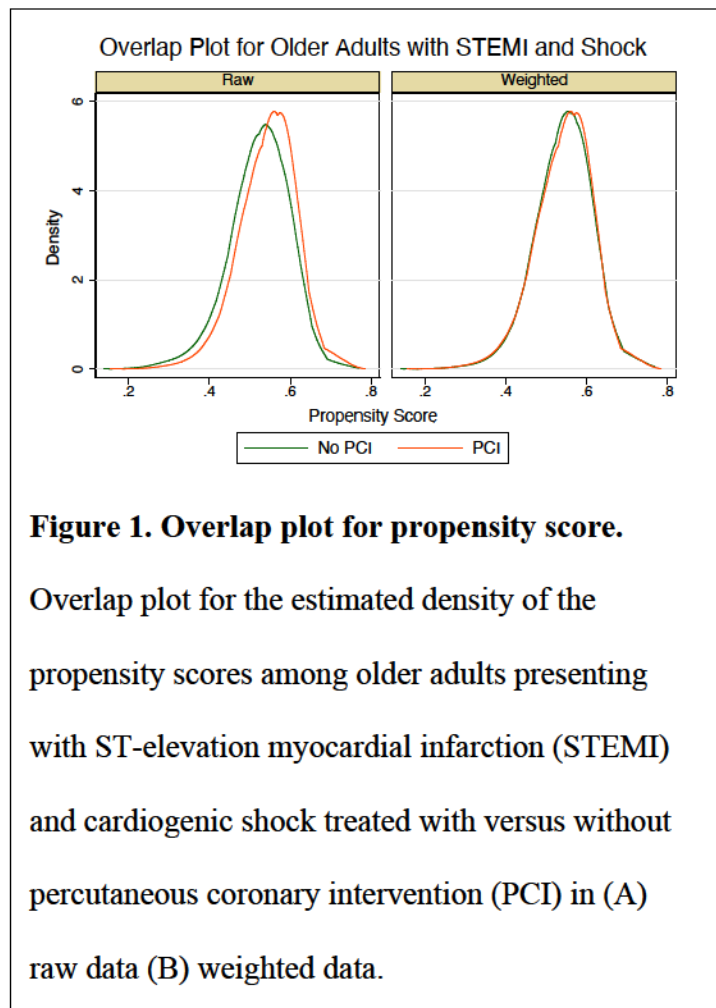 Overlap Plot for Older Adults with STEMI and Shock
Raw
Weighted
6
4
2
0
Density
.2
.4
.6
.8
.2
.4
.6
.8
Propensity Score
No PCI
PCI
Figure 1. Overlap plot for propensity score.
Overlap plot for the estimated density of the
propensity scores among older adults presenting
with ST-elevation myocardial infarction (STEMI)
and cardiogenic shock treated with versus without
percutaneous coronary intervention (PCI) in (A)
raw data (B) weighted data.